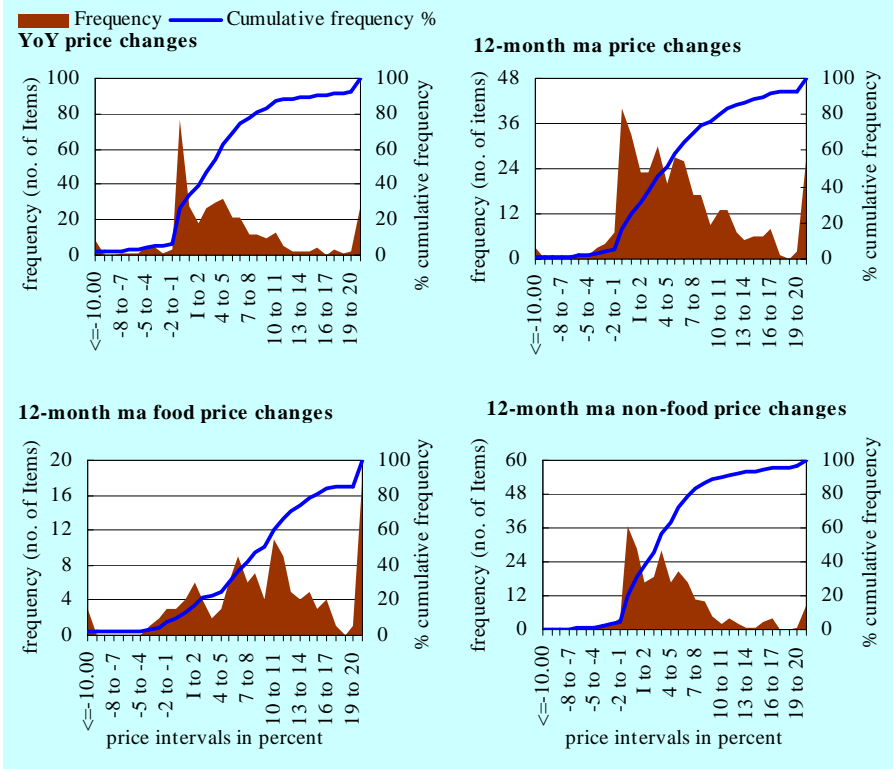 Frequency Cumulative frequency %
YoY price changes
frequency (no. of Items)
100
80
60
40
20
0
100
80
60
40
20
0
% cumulative frequency
<=-10.00
-8 to -7
-5 to -4
-2 to -1
I to 2
4 to 5
7 to 8
10 to 11
13 to 14
16 to 17
19 to 20
12-month ma price changes
frequency (no. of items)
48
36
24
12
0
100
80
60
40
20
0
% cumulative frequency
<=-10.00
-8 to -7
-5 to -4
-2 to -1
I to 2
4 to 5
7 to 8
10 to 11
13 to 14
16 to 17
19 to 20
12-month ma food price changes
frequency (no. of Items)
20
16
12
8
4
0
100
80
60
40
20
0
% cumulative frequency
<=-10.00
-8 to -7
-5 to -4
-2 to -1
I to 2
4 to 5
7 to 8
10 to 11
13 to 14
16 to 17
19 to 20
price intervals in percent
12-month ma non-food price changes
frequency (no. of Items)
60
48
36
24
12
0
100
80
60
40
20
0
% cumulative frequency
<=-10.00
-8 to -7
-5 to -4
-2 to -1
I to 2
4 to 5
7 to 8
10 to 11
13 to 14
16 to 17
19 to 20
price intervals in percent